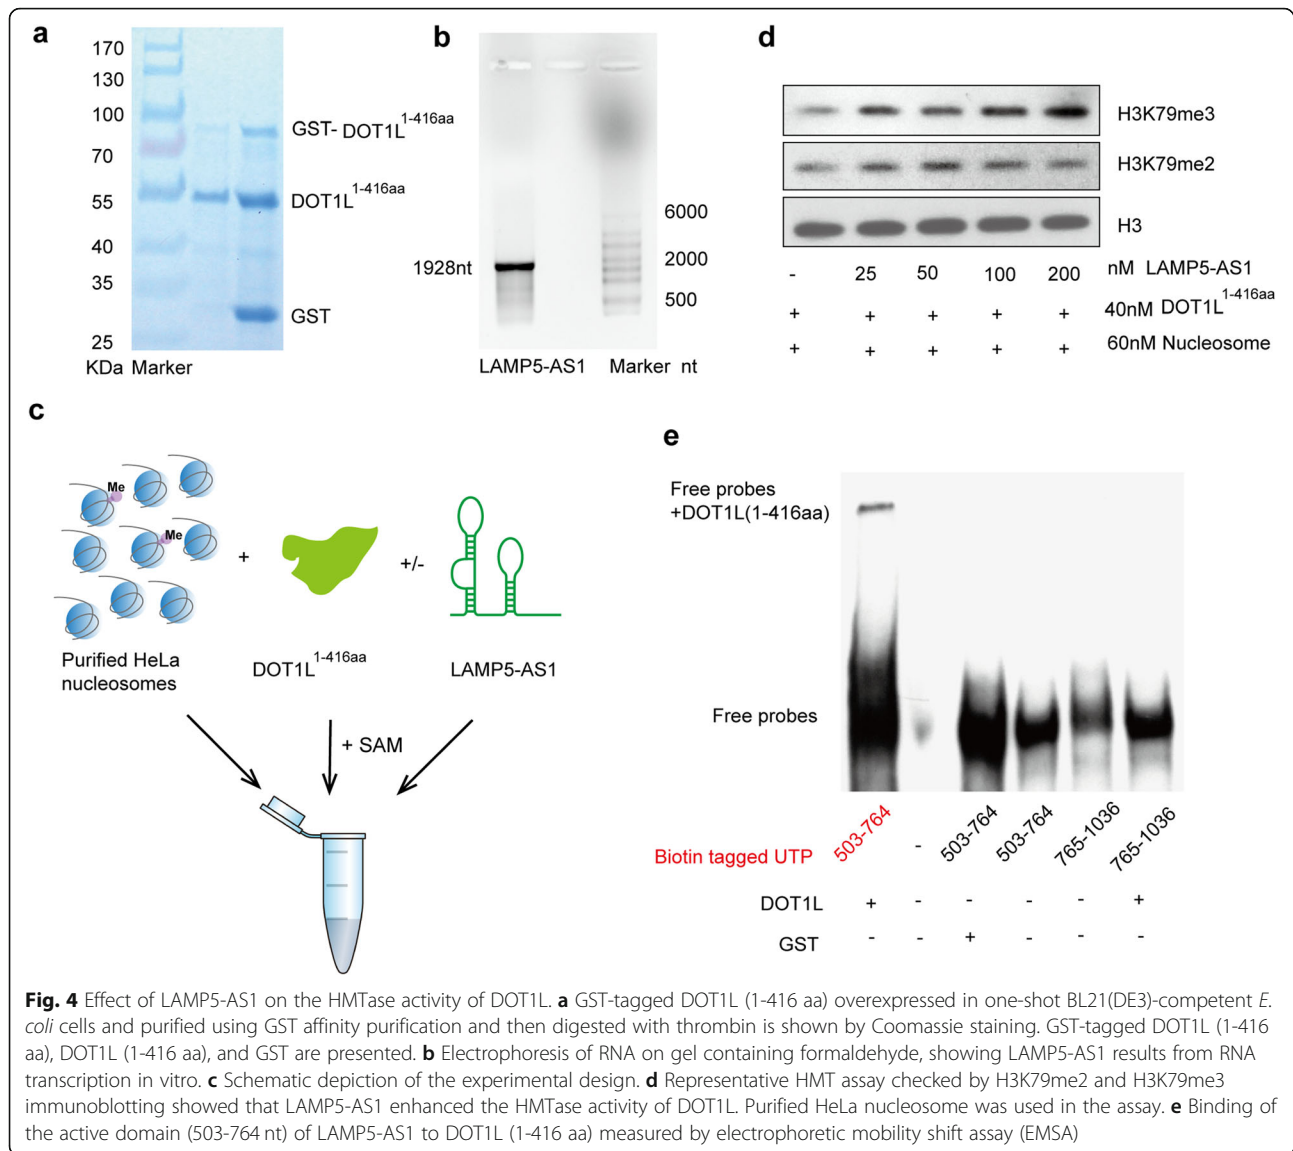 a
170
130
100
70
55
40
35
25
KDa Marker
GST- DOT1L1-416aa
DOT1L1-416aa
GST
b
1928nt
6000
2000
500
LAMP5-AS1 Marker nt
d
H3K79me3
H3K79me2
H3
- 25 50 100 200 nM LAMP5-AS1
+ + + + + 40nM DOT1L1-416aa
+ + + + + 60nM Nucleosome
c
Me
Me
+
+/-
Purified HeLa
nucleosomes
DOT1L1-416aa
LAMP5-AS1
+ SAM
e
Free probes
+DOT1L(1-416aa)
Free probes
Biotin tagged UTP 503-764 - 503-764 503-764 765-1036 765-1036
DOT1L + - - - - +
GST - - + - - -
Fig. 4 Effect of LAMP5-AS1 on the HMTase activity of DOT1L. a GST-tagged DOT1L (1-416 aa) overexpressed in one-shot BL21(DE3)-competent E.
coli cells and purified using GST affinity purification and then digested with thrombin is shown by Coomassie staining. GST-tagged DOT1L (1-416
aa), DOT1L (1-416 aa), and GST are presented. b Electrophoresis of RNA on gel containing formaldehyde, showing LAMP5-AS1 results from RNA
transcription in vitro. c Schematic depiction of the experimental design. d Representative HMT assay checked by H3K79me2 and H3K79me3
immunoblotting showed that LAMP5-AS1 enhanced the HMTase activity of DOT1L. Purified HeLa nucleosome was used in the assay. e Binding of
the active domain (503-764 nt) of LAMP5-AS1 to DOT1L (1-416 aa) measured by electrophoretic mobility shift assay (EMSA)